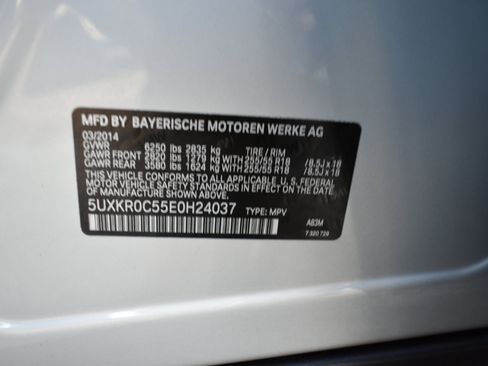 MFD BY BAYERISCHE MOTOREN WERKE AG
03/2014
GVWR 6250 lbs 2835 kg TIRE / RIM
GAWR FRONT 2820 lbs 1279 kg WITH 255/55 R18 /8.5J x 18
GAWR REAR 3580 lbs 1624 kg WITH 255/55 R18 /8.5J x 18
THIS VEHICLE CONFORMS TO ALL APPLICABLE U. S. FEDERAL
MOTOR VEHICLE SAFETY STANDARDS IN EFFECT ON THE DATE
OF MANUFACTURE SHOWN ABOVE.
5UXKR0C55E0H24037 TYPE: MPV
A83M
7 320 729